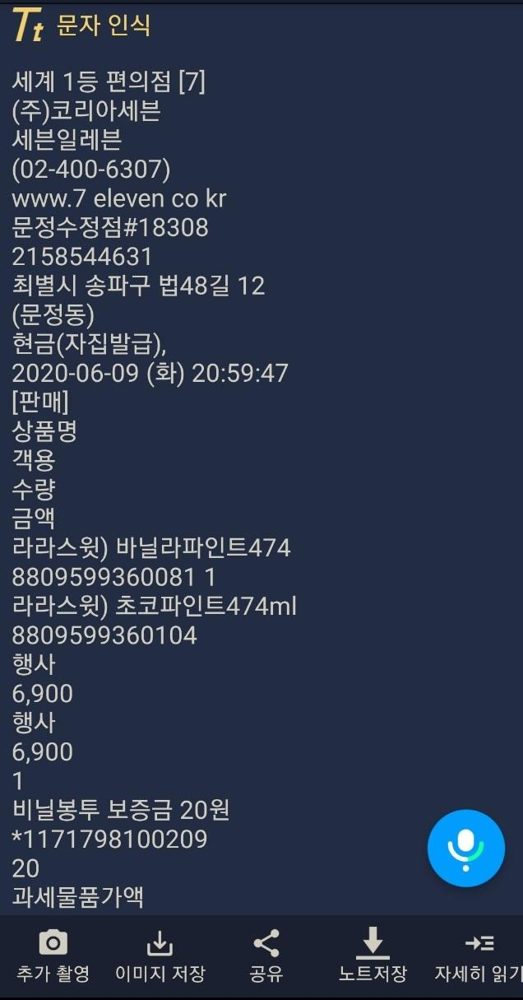 Tt 문자 인식
세계 1등 편의점 [7]
(주)코리아세븐
세븐일레븐
(02-400-6307)
www.7 eleven co kr
문정수정점#18308
2158544631
최별시 송파구 법48길 12
(문정동)
현금(자집발급),
2020-06-09 (화) 20:59:47
[판매]
상품명
객용
수량
금액
라라스윗) 바닐라파인트474
8809599360081 1
라라스윗) 초코파인트474ml
8809599360104
행사
6,900
행사
6,900
1
비닐봉투 보증금 20원
*1171798100209
20
과세물품가액
추가 촬영 이미지 저장 공유 노트저장 자세히 읽기